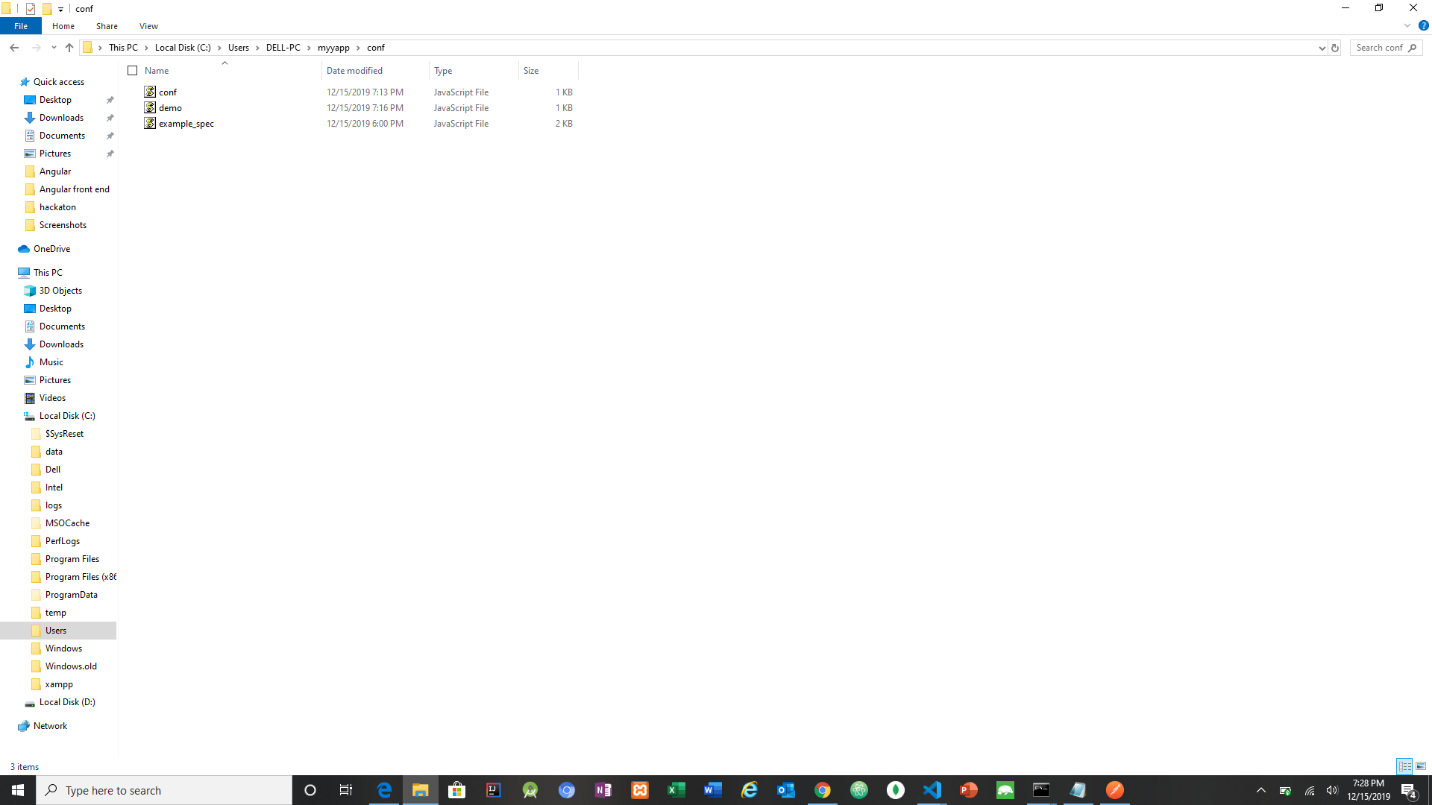 conf
File Home Share View
This PC Local Disk (C:) Users DELL-PC myyapp conf
Search conf
Name Date modified Type Size
conf 12/15/2019 7:13 PM JavaScript File 1 KB
demo 12/15/2019 7:16 PM JavaScript File 1 KB
example_spec 12/15/2019 6:00 PM JavaScript File 2 KB
Quick access
Desktop
Downloads
Documents
Pictures
Angular
Angular front end
hackaton
Screenshots
OneDrive
This PC
3D Objects
Desktop
Documents
Downloads
Music
Pictures
Videos
Local Disk (C:)
$SysReset
data
Dell
Intel
logs
MSOCache
PerfLogs
Program Files
Program Files (x86
ProgramData
temp
Users
Windows
Windows.old
xampp
Local Disk (D:)
Network
3 items
Type here to search
7:28 PM
12/15/2019
4